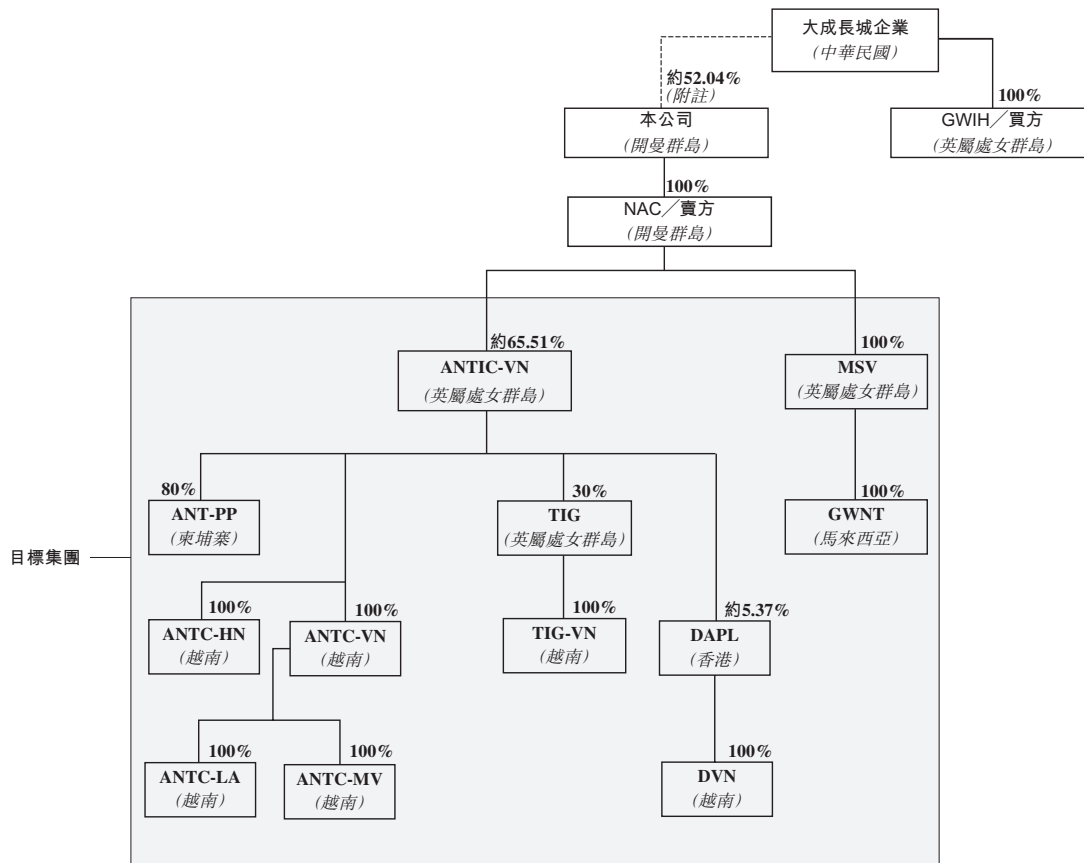 大成長城企業
(中華民國)
約52.04%
(附註)
100%
本公司
(開曼群島)
GWIH／買方
(英屬處女群島)
100%
NAC／賣方
(開曼群島)
約65.51%
100%
ANTIC-VN
(英屬處女群島)
MSV
(英屬處女群島)
80%
30%
100%
ANT-PP
(柬埔寨)
TIG
(英屬處女群島)
GWNT
(馬來西亞)
目標集團
100%
100%
100%
約5.37%
ANTC-HN
(越南)
ANTC-VN
(越南)
TIG-VN
(越南)
DAPL
(香港)
100%
100%
100%
ANTC-LA
(越南)
ANTC-MV
(越南)
DVN
(越南)